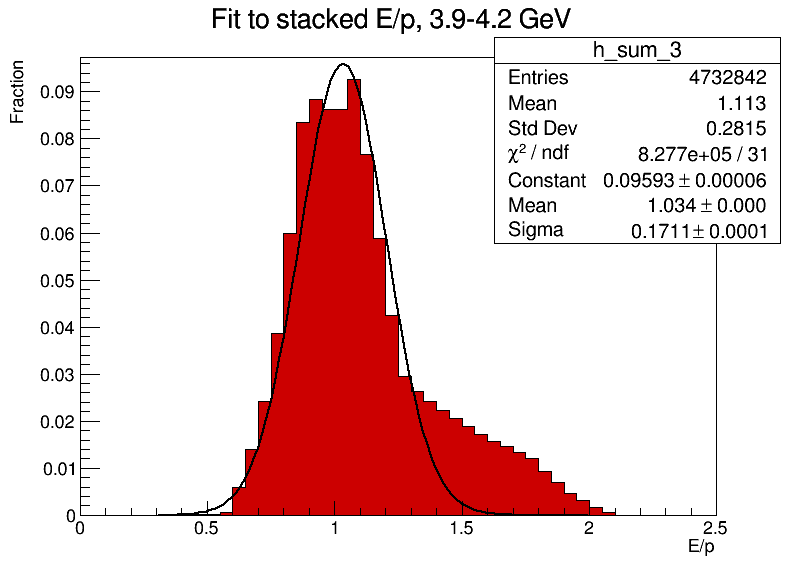 Fit to stacked E/p, 3.9-4.2 GeV
h_sum_3
Entries 4732842
Mean 1.113
Std Dev 0.2815
χ² / ndf 8.277e+05 / 31
Constant 0.09593 ± 0.00006
Mean 1.034 ± 0.000
Sigma 0.1711 ± 0.0001
Fraction
0.09
0.08
0.07
0.06
0.05
0.04
0.03
0.02
0.01
0
0 0.5 1 1.5 2 2.5
E/p